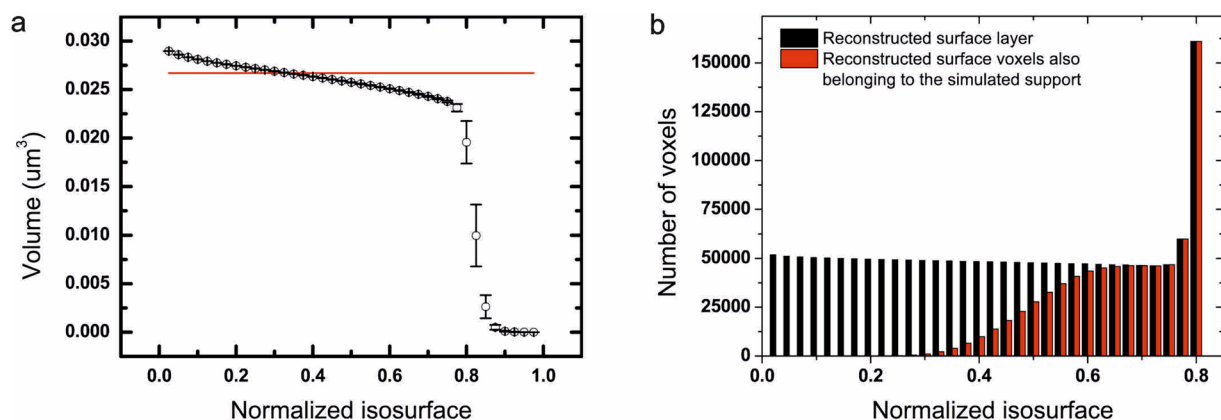 a
0.030
0.025
0.020
0.015
0.010
0.005
0.000
Volume (um³)
0.0 0.2 0.4 0.6 0.8 1.0
Normalized isosurface
b
Reconstructed surface layer
Reconstructed surface voxels also
belonging to the simulated support
150000
125000
100000
75000
50000
25000
0
Number of voxels
0.0 0.2 0.4 0.6 0.8
Normalized isosurface